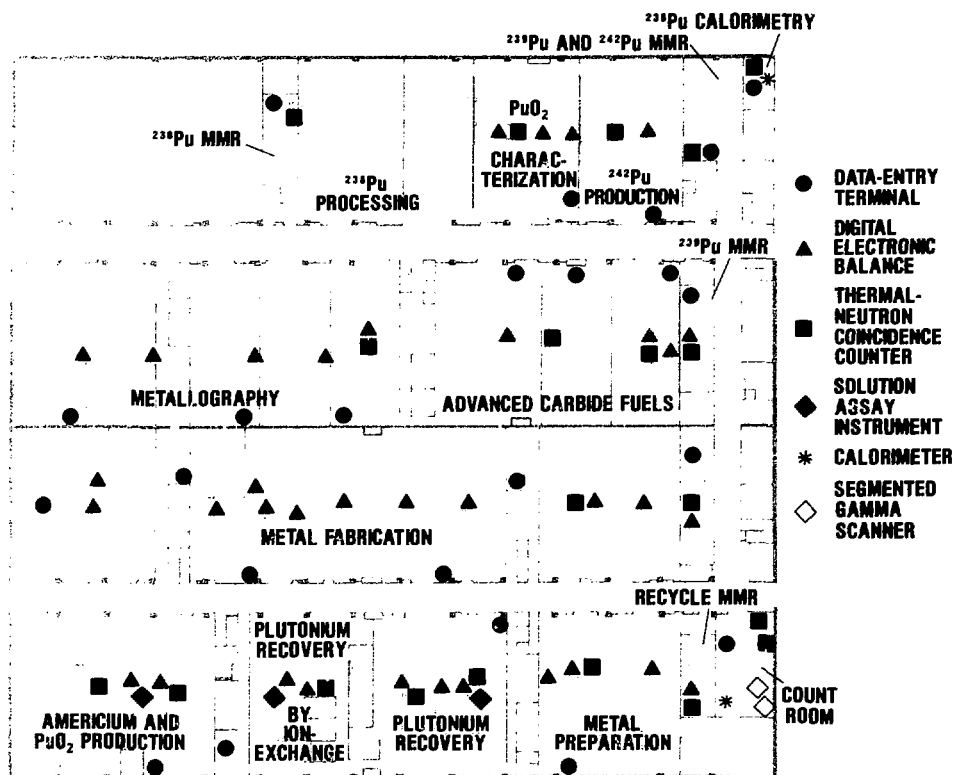 ²³⁸Pu CALORIMETRY
²³⁹Pu AND ²⁴²Pu MMR
PuO₂
²³⁸Pu MMR
CHARAC-
TERIZATION
²⁴²Pu
PRODUCTION
²³⁸Pu
PROCESSING
²³⁹Pu MMR
METALLOGRAPHY
ADVANCED CARBIDE FUELS
METAL FABRICATION
RECYCLE MMR
PLUTONIUM
RECOVERY
BY
ION-
EXCHANGE
AMERICIUM AND
PuO₂ PRODUCTION
PLUTONIUM
RECOVERY
METAL
PREPARATION
COUNT
ROOM
DATA-ENTRY
TERMINAL
DIGITAL
ELECTRONIC
BALANCE
THERMAL-
NEUTRON
COINCIDENCE
COUNTER
SOLUTION
ASSAY
INSTRUMENT
CALORIMETER
SEGMENTED
GAMMA
SCANNER